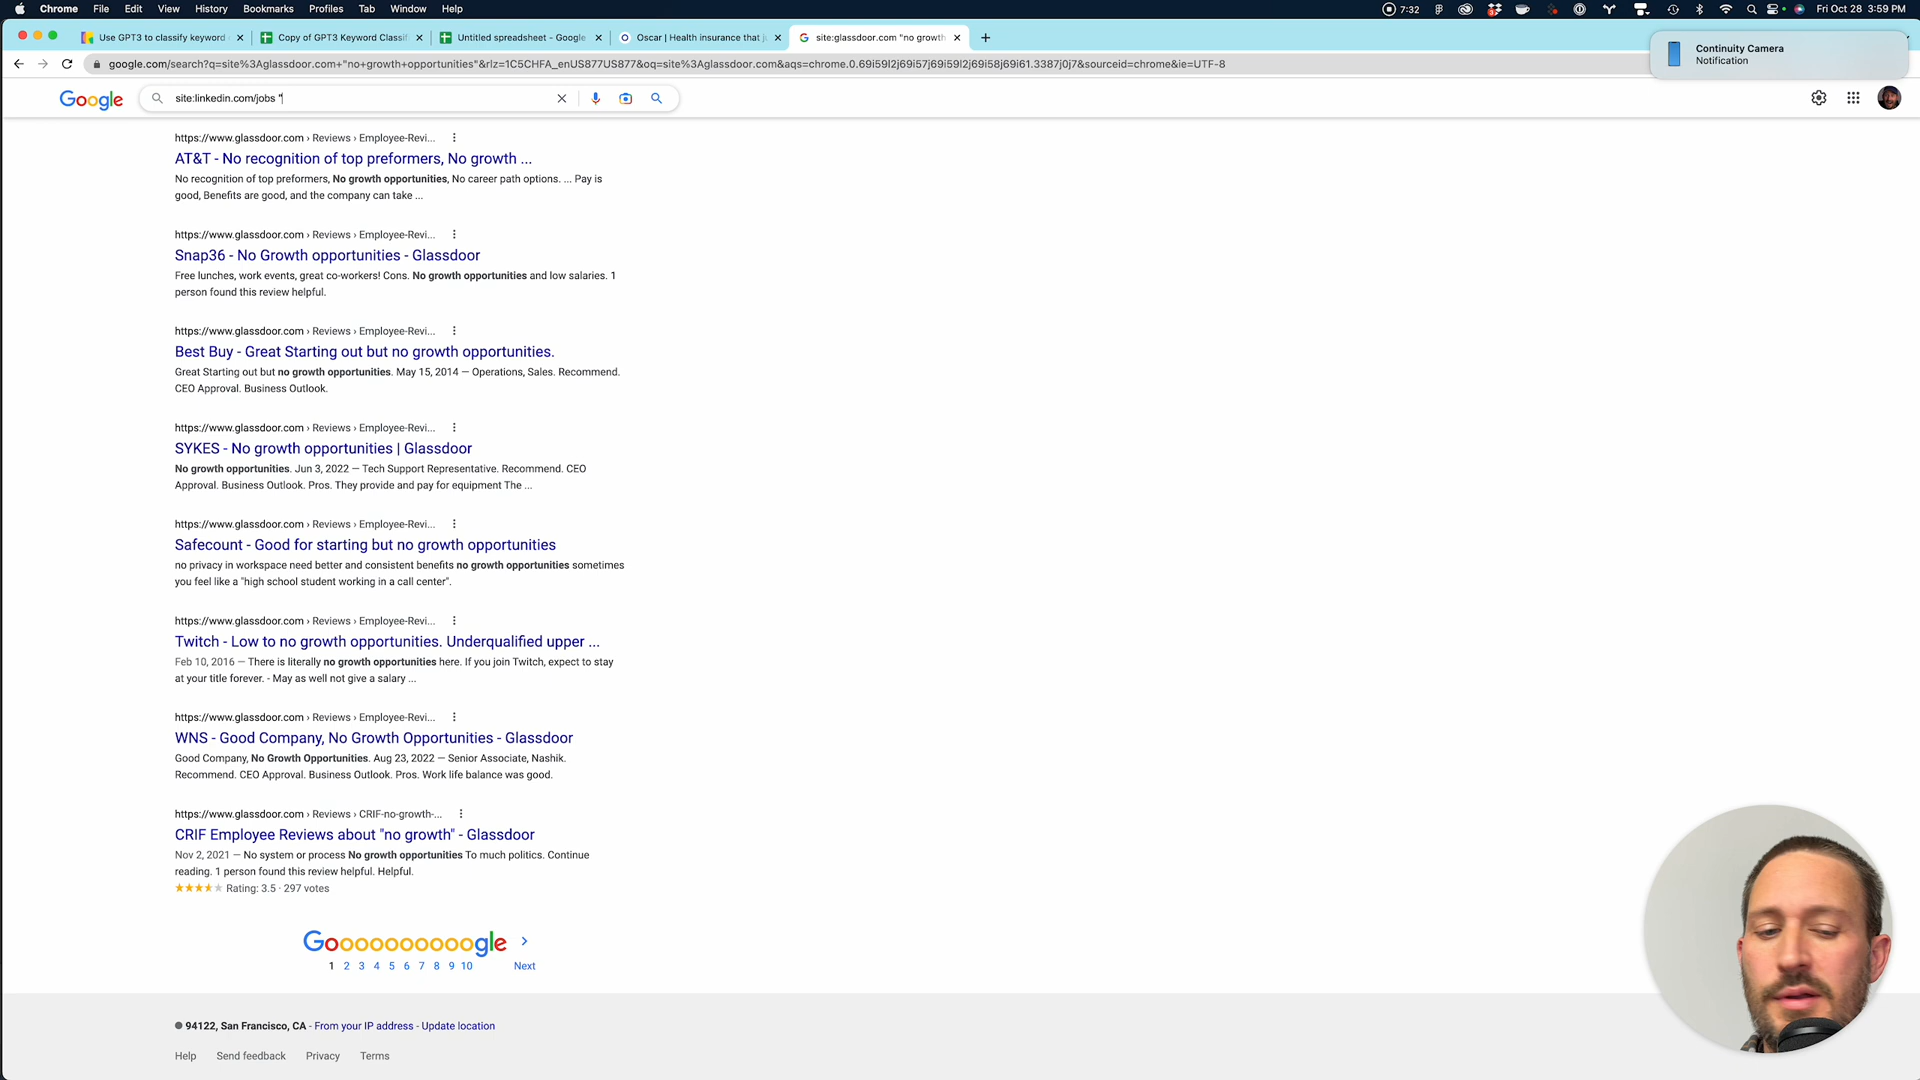 Chrome File Edit View History Bookmarks Profiles Tab Window Help 7:32 Fri Oct 28 3:59 PM
Use GPT3 to classify keyword Copy of GPT3 Keyword Classif Untitled spreadsheet - Google Oscar | Health insurance that j site:glassdoor.com "no growth
google.com/search?q=site%3Aglassdoor.com+"no+growth+opportunities"&rlz=1C5CHFA_enUS877US877&oq=site%3Aglassdoor.com&aqs=chrome.0.69i59l2j69i57j69i59l2j69i58j69i61.3387j0j7&sourceid=chrome&ie=UTF-8
Continuity Camera
Notification
Google site:linkedin.com/jobs "
https://www.glassdoor.com › Reviews › Employee-Revi...
AT&T - No recognition of top preformers, No growth ...
No recognition of top preformers, No growth opportunities, No career path options. ... Pay is
good, Benefits are good, and the company can take ...
https://www.glassdoor.com › Reviews › Employee-Revi...
Snap36 - No Growth opportunities - Glassdoor
Free lunches, work events, great co-workers! Cons. No growth opportunities and low salaries. 1
person found this review helpful.
https://www.glassdoor.com › Reviews › Employee-Revi...
Best Buy - Great Starting out but no growth opportunities.
Great Starting out but no growth opportunities. May 15, 2014 — Operations, Sales. Recommend.
CEO Approval. Business Outlook.
https://www.glassdoor.com › Reviews › Employee-Revi...
SYKES - No growth opportunities | Glassdoor
No growth opportunities. Jun 3, 2022 — Tech Support Representative. Recommend. CEO
Approval. Business Outlook. Pros. They provide and pay for equipment The ...
https://www.glassdoor.com › Reviews › Employee-Revi...
Safecount - Good for starting but no growth opportunities
no privacy in workspace need better and consistent benefits no growth opportunities sometimes
you feel like a "high school student working in a call center".
https://www.glassdoor.com › Reviews › Employee-Revi...
Twitch - Low to no growth opportunities. Underqualified upper ...
Feb 10, 2016 — There is literally no growth opportunities here. If you join Twitch, expect to stay
at your title forever. - May as well not give a salary ...
https://www.glassdoor.com › Reviews › Employee-Revi...
WNS - Good Company, No Growth Opportunities - Glassdoor
Good Company, No Growth Opportunities. Aug 23, 2022 — Senior Associate, Nashik.
Recommend. CEO Approval. Business Outlook. Pros. Work life balance was good.
https://www.glassdoor.com › Reviews › CRIF-no-growth-...
CRIF Employee Reviews about "no growth" - Glassdoor
Nov 2, 2021 — No system or process No growth opportunities To much politics. Continue
reading. 1 person found this review helpful. Helpful.
Rating: 3.5 · 297 votes
Goooooooooogle
1 2 3 4 5 6 7 8 9 10 Next
94122, San Francisco, CA - From your IP address - Update location
Help Send feedback Privacy Terms